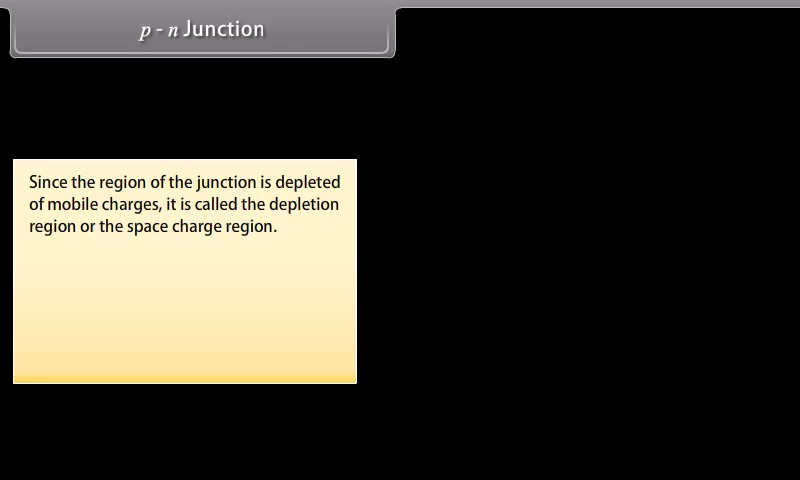 p - n Junction
Since the region of the junction is depleted
of mobile charges, it is called the depletion
region or the space charge region.